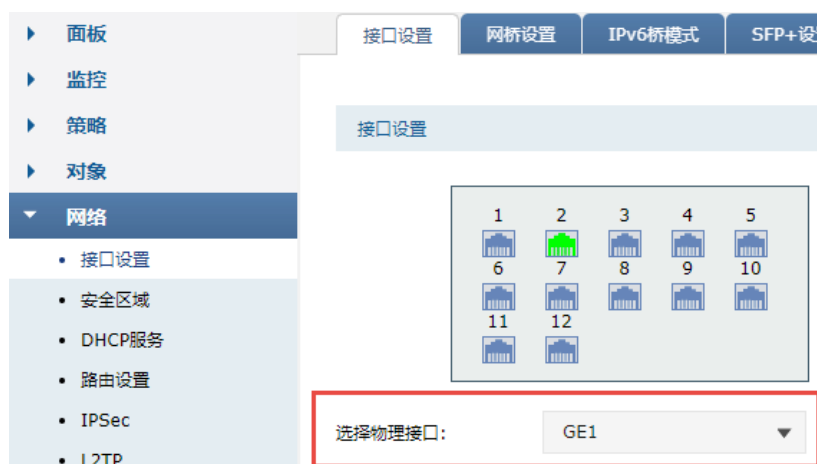 面板
监控
策略
对象
网络
接口设置
安全区域
DHCP服务
路由设置
IPSec
L2TP
接口设置 网桥设置 IPv6桥模式 SFP+设
接口设置
1 2 3 4 5
6 7 8 9 10
11 12
选择物理接口: GE1